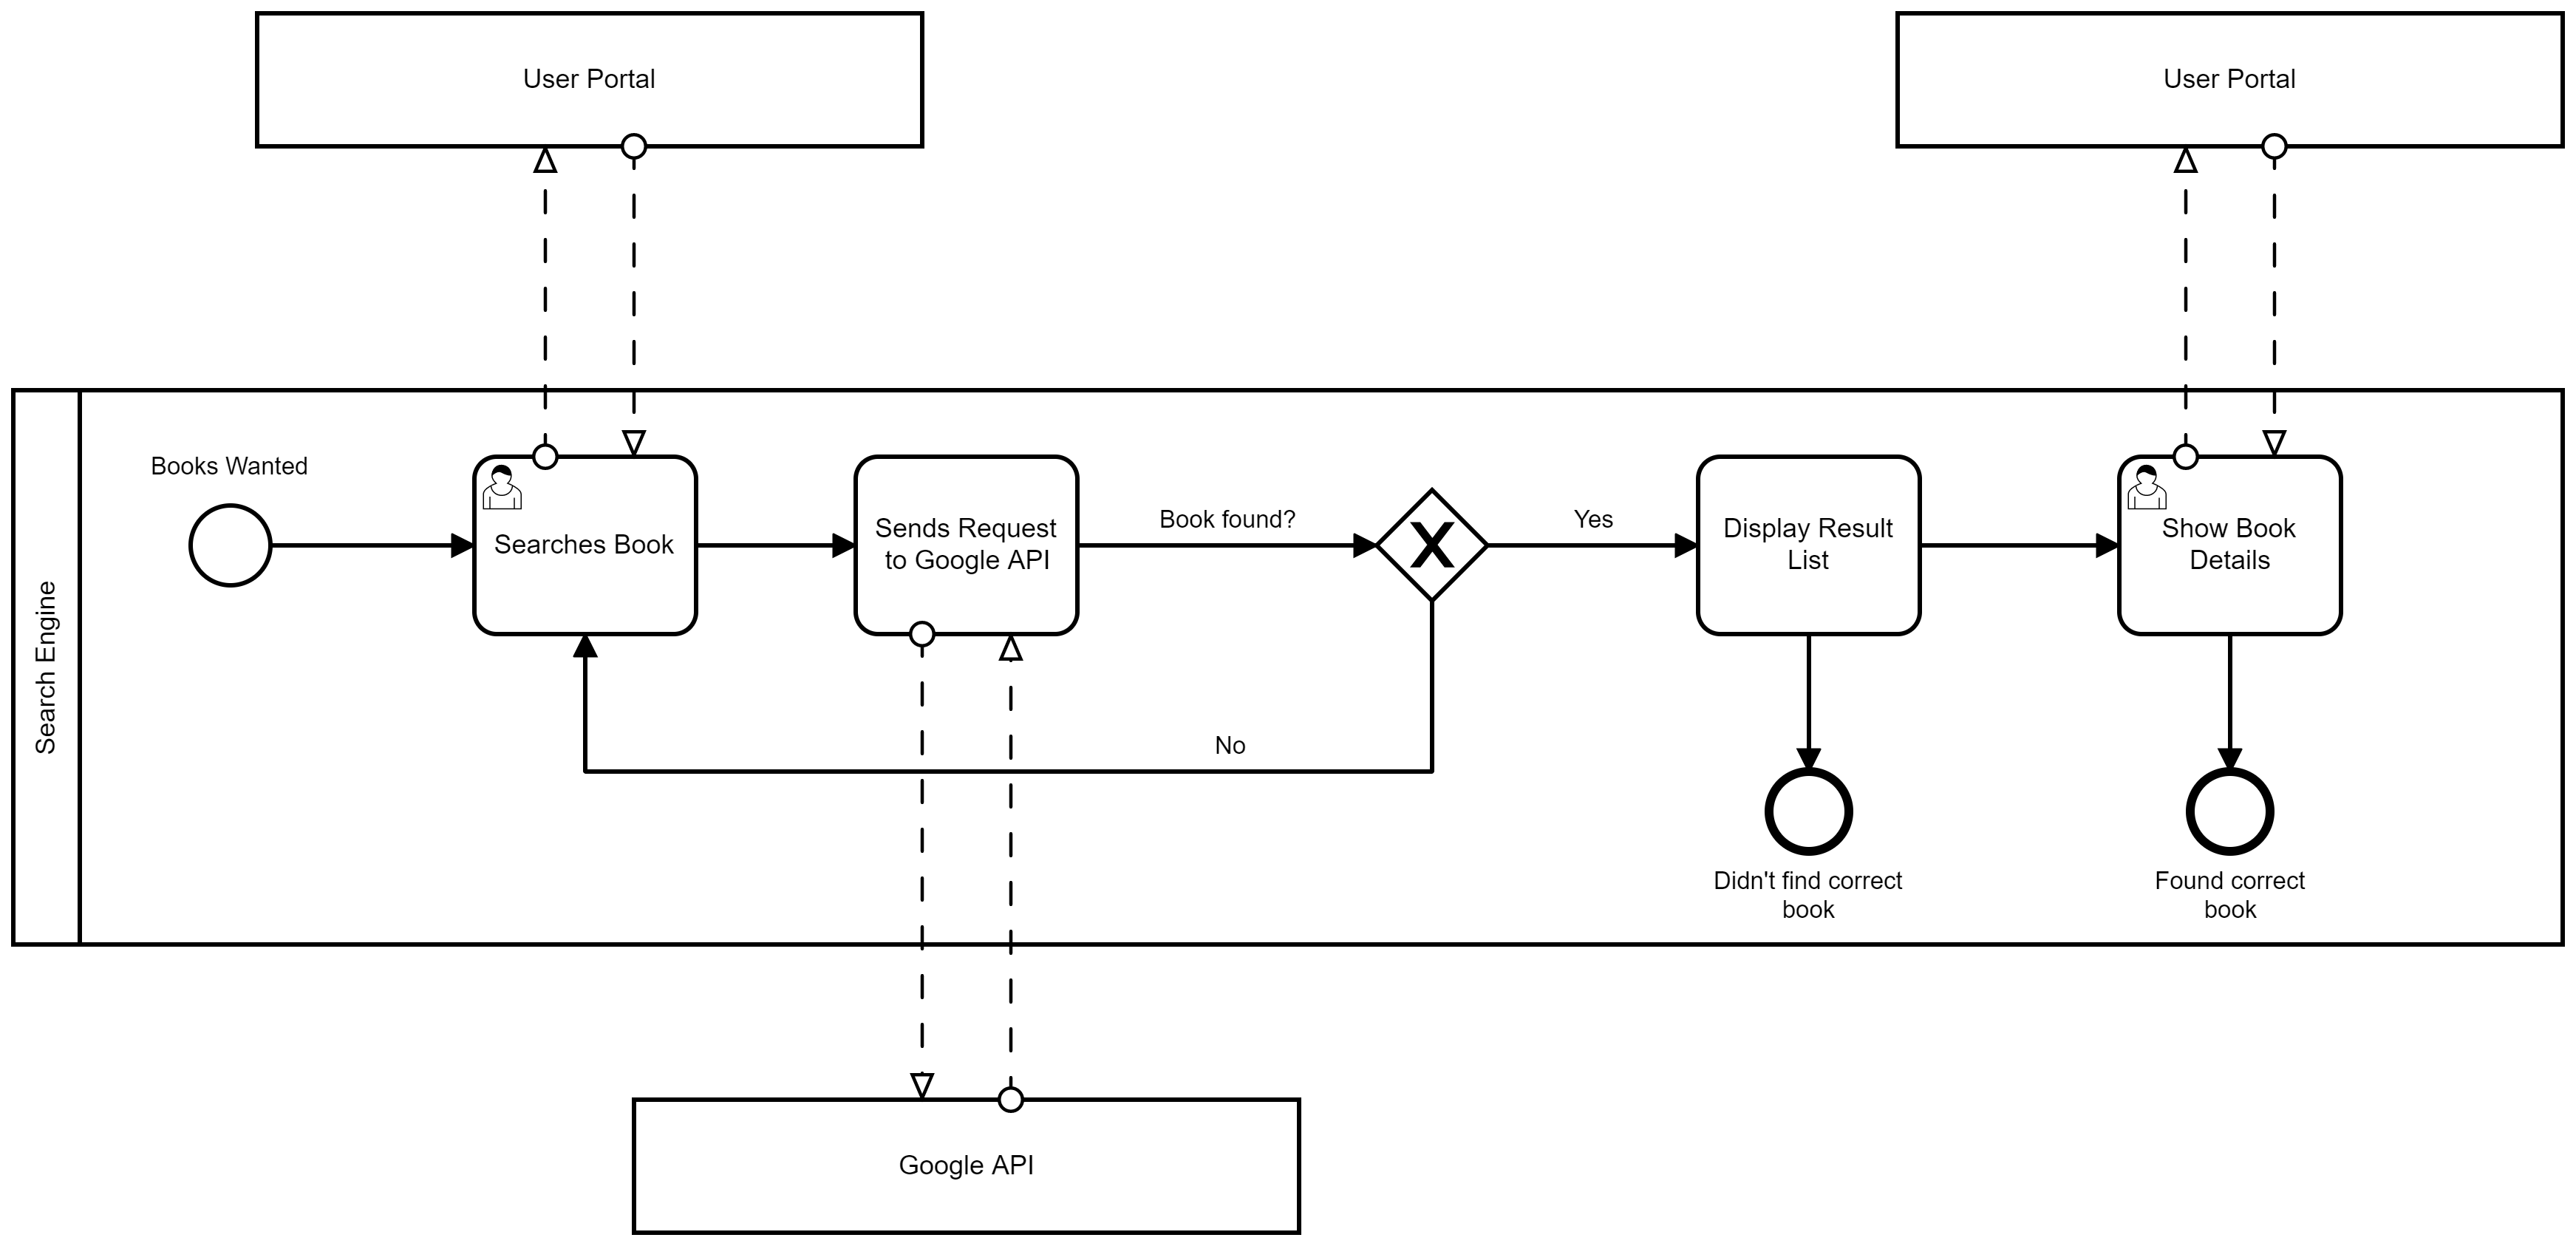 User Portal
User Portal
Search Engine
Books Wanted
Searches Book
Sends Request
to Google API
Book found?
X
Yes
Display Result
List
Show Book
Details
No
Didn't find correct
book
Found correct
book
Google API